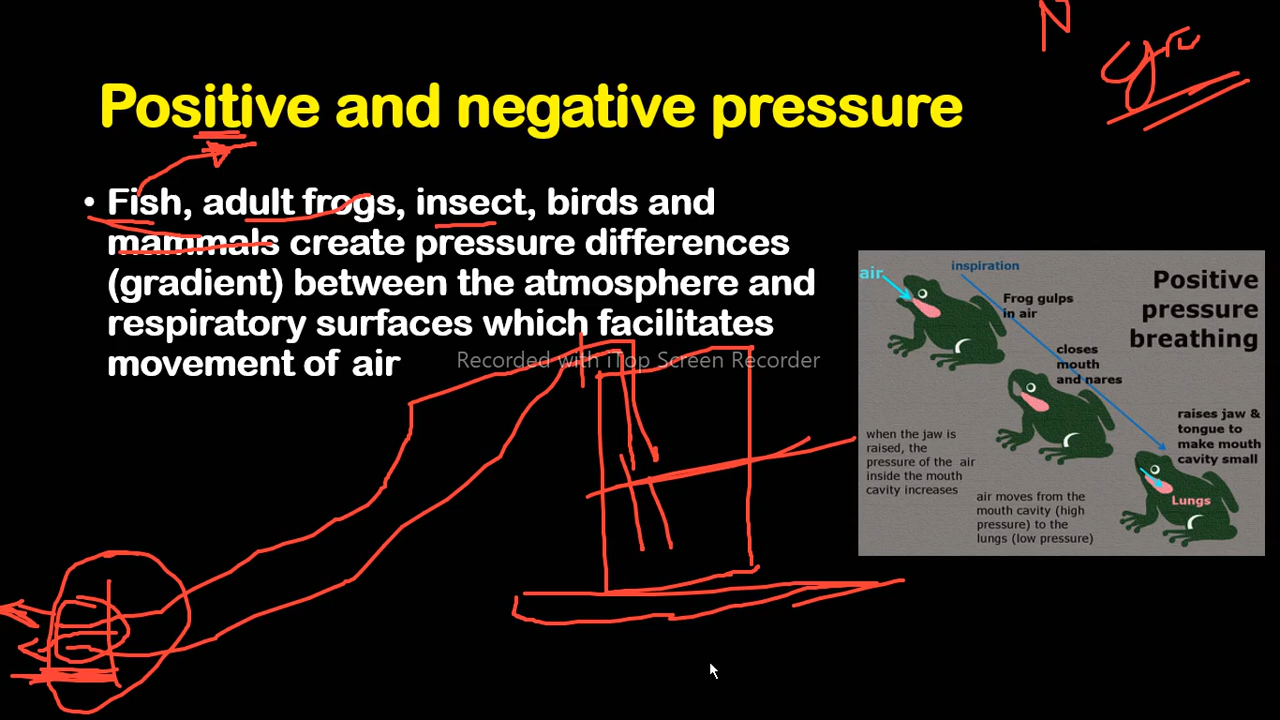 N
Positive and negative pressure
• Fish, adult frogs, insect, birds and
mammals create pressure differences
(gradient) between the atmosphere and
respiratory surfaces which facilitates
movement of air
Recorded with iTop Screen Recorder
air
inspiration
Positive
pressure
breathing
Frog gulps
in air
closes
mouth
and nares
raises jaw &
tongue to
make mouth
cavity small
when the jaw is
raised, the
pressure of the air
inside the mouth
cavity increases
Lungs
air moves from the
mouth cavity (high
pressure) to the
lungs (low pressure)